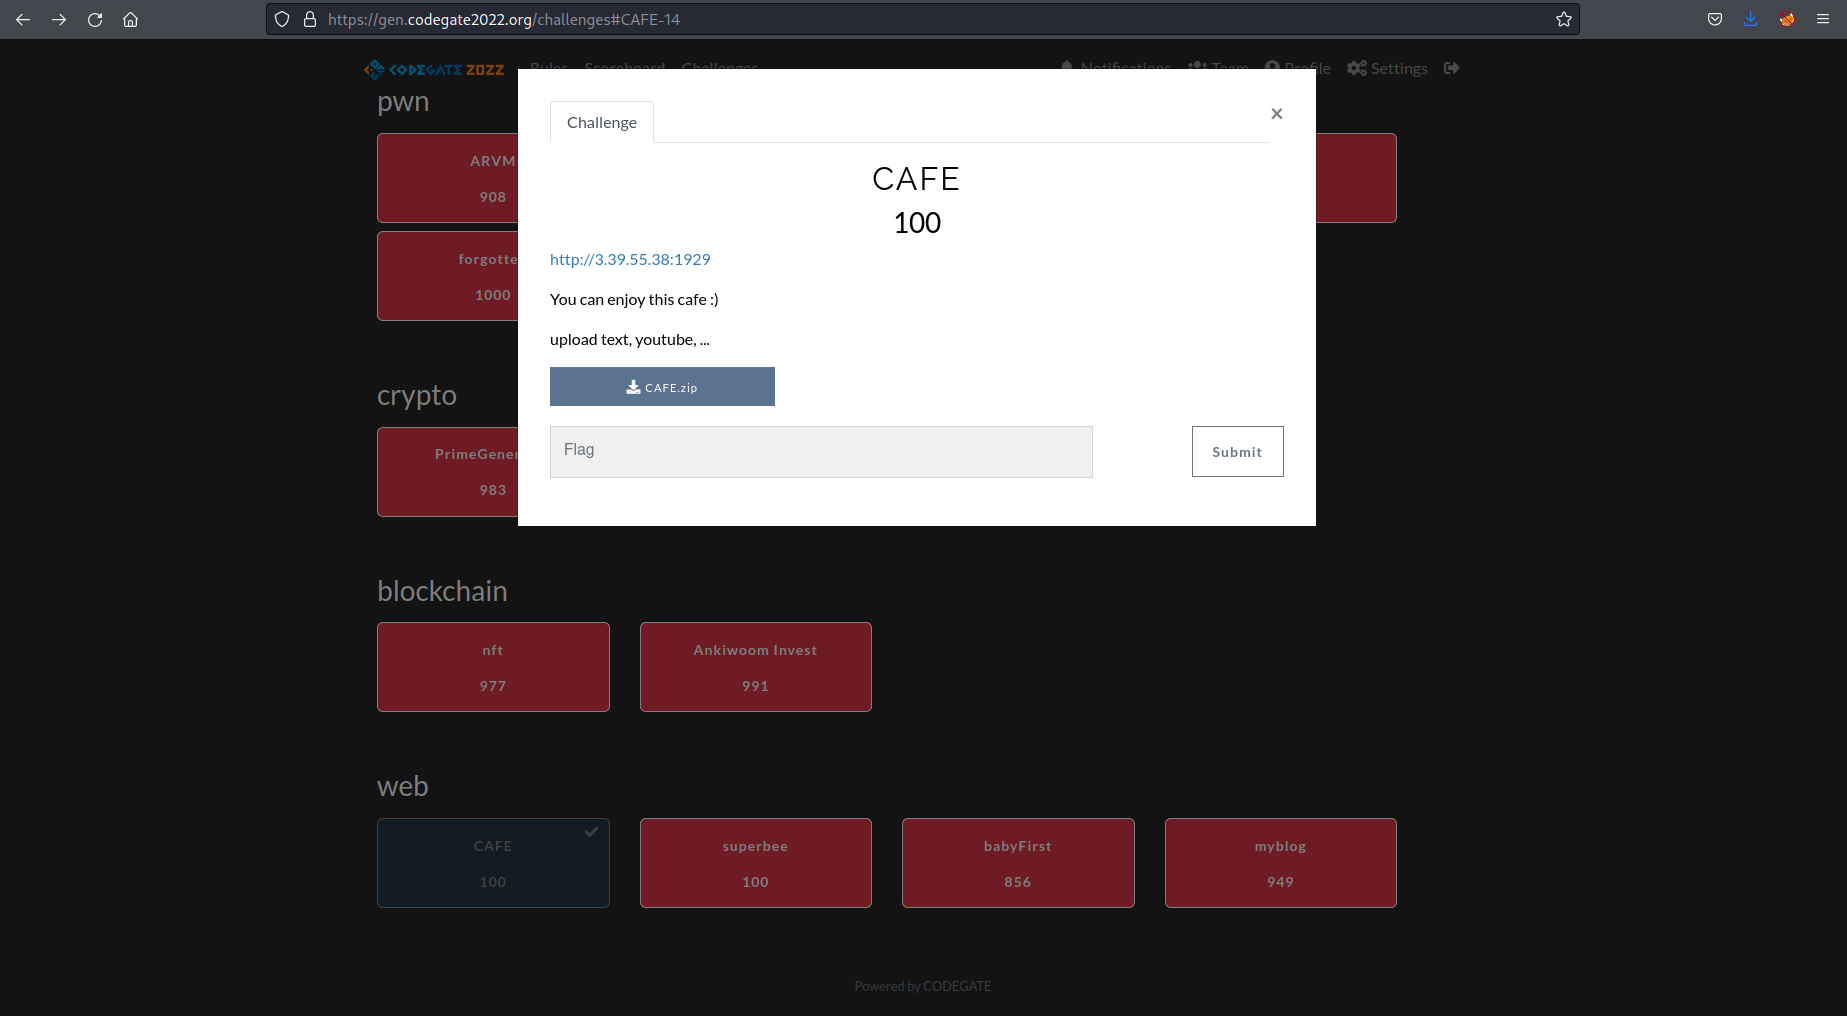 https://gen.codegate2022.org/challenges#CAFE-14
CODEGATE 2022
Rules Scoreboard Challenges
Notifications Team Profile Settings
pwn
Challenge
×
ARVM
908
CAFE
100
http://3.39.55.38:1929
forgotte
1000
You can enjoy this cafe :)
upload text, youtube, ...
CAFE.zip
crypto
Flag
Submit
PrimeGener
983
blockchain
nft
977
Ankiwoom Invest
991
web
CAFE
100
superbee
100
babyFirst
856
myblog
949
Powered by CODEGATE